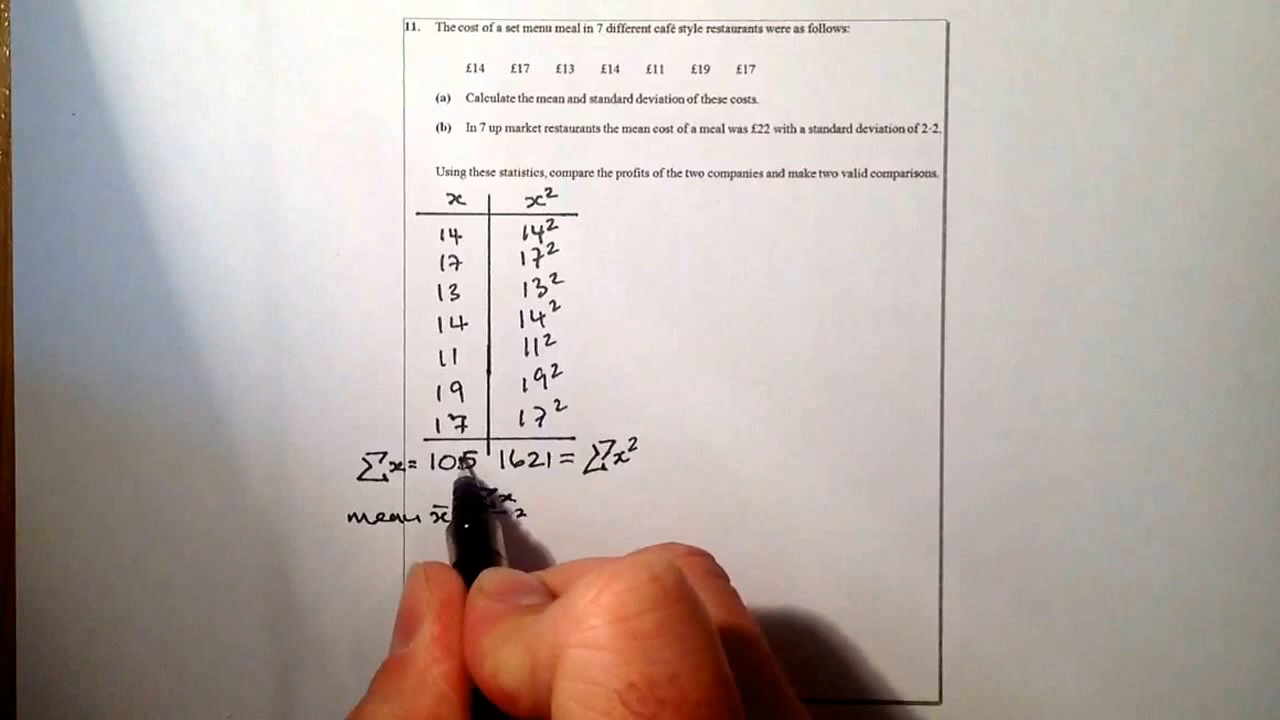 11. The cost of a set menu meal in 7 different café style restaurants were as follows:
£14 £17 £13 £14 £11 £19 £17
(a) Calculate the mean and standard deviation of these costs.
(b) In 7 up market restaurants the mean cost of a meal was £22 with a standard deviation of 2·2.
Using these statistics, compare the profits of the two companies and make two valid comparisons.
x x²
14 14²
17 17²
13 13²
14 14²
11 11²
19 19²
17 17²
∑x = 105 1621 = ∑x²
mean x̄